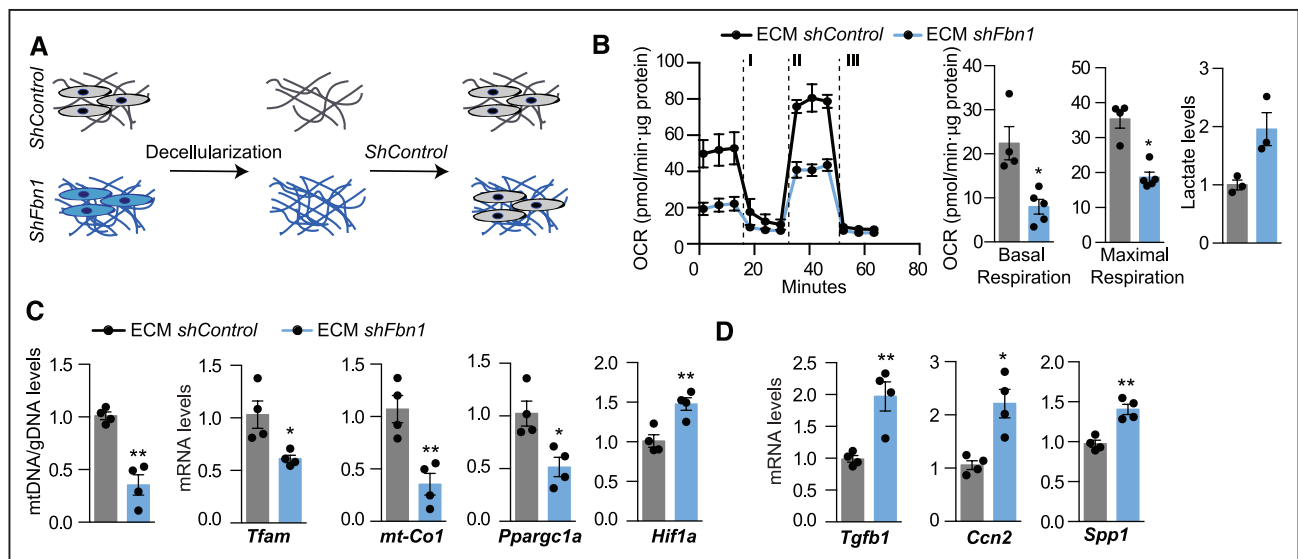 A
ShControl
ShFbn1
Decellularization
ShControl
B
ECM shControl
ECM shFbn1
I
II
III
OCR (pmol/min·μg protein)
100
80
60
40
20
0
0
20
40
60
80
Minutes
OCR (pmol/min·μg protein)
40
30
20
10
0
*
Basal
Respiration
50
40
30
20
10
0
*
Maximal
Respiration
Lactate levels
3
2
1
0
C
ECM shControl
ECM shFbn1
mtDNA/gDNA levels
1.5
1.0
0.5
0.0
**
mRNA levels
1.5
1.0
0.5
0.0
*
Tfam
1.5
1.0
0.5
0.0
**
mt-Co1
1.5
1.0
0.5
0.0
*
Ppargc1a
2.0
1.5
1.0
0.5
0.0
**
Hif1a
D
ECM shControl
ECM shFbn1
mRNA levels
2.5
2.0
1.5
1.0
0.5
0.0
**
Tgfb1
3
2
1
0
*
Ccn2
2.0
1.5
1.0
0.5
0.0
**
Spp1